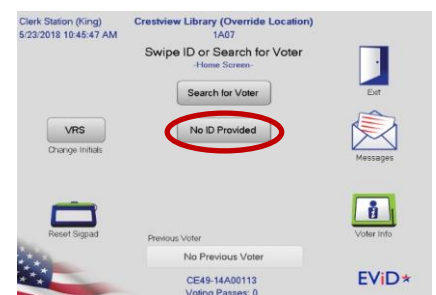 Clerk Station (King)
5/23/2018 10:45:47 AM
Crestview Library (Override Location)
1A07
Swipe ID or Search for Voter
-Home Screen-
Search for Voter
Exit
VRS
No ID Provided
Change Initials
Messages
Reset Sigpad
Voter Info
Previous Voter
No Previous Voter
CE49-14A00113
Voting Passes: 0
EViD